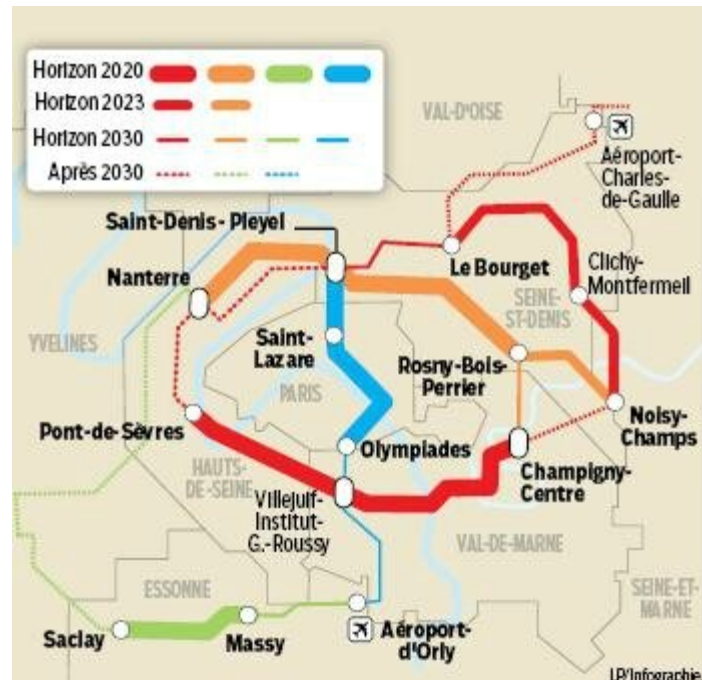 Horizon 2020
Horizon 2023
Horizon 2030
Après 2030
VAL-D'OISE
Aéroport-
Charles-
de-Gaulle
Saint-Denis - Pleyel
Nanterre
Le Bourget
Clichy-
Montfermeil
SEINE-
ST-DENIS
YVELINES
Saint-
Lazare
Rosny-Bois-
Perrier
PARIS
Noisy-
Champs
Pont-de-Sèvres
Olympiades
Champigny-
Centre
HAUTS-
DE-SEINE
Villejuif-
Institut-
G.-Roussy
VAL-DE-MARNE
ESSONNE
SEINE-ET-
MARNE
Saclay
Massy
Aéroport-
d'Orly
LP/Infographie